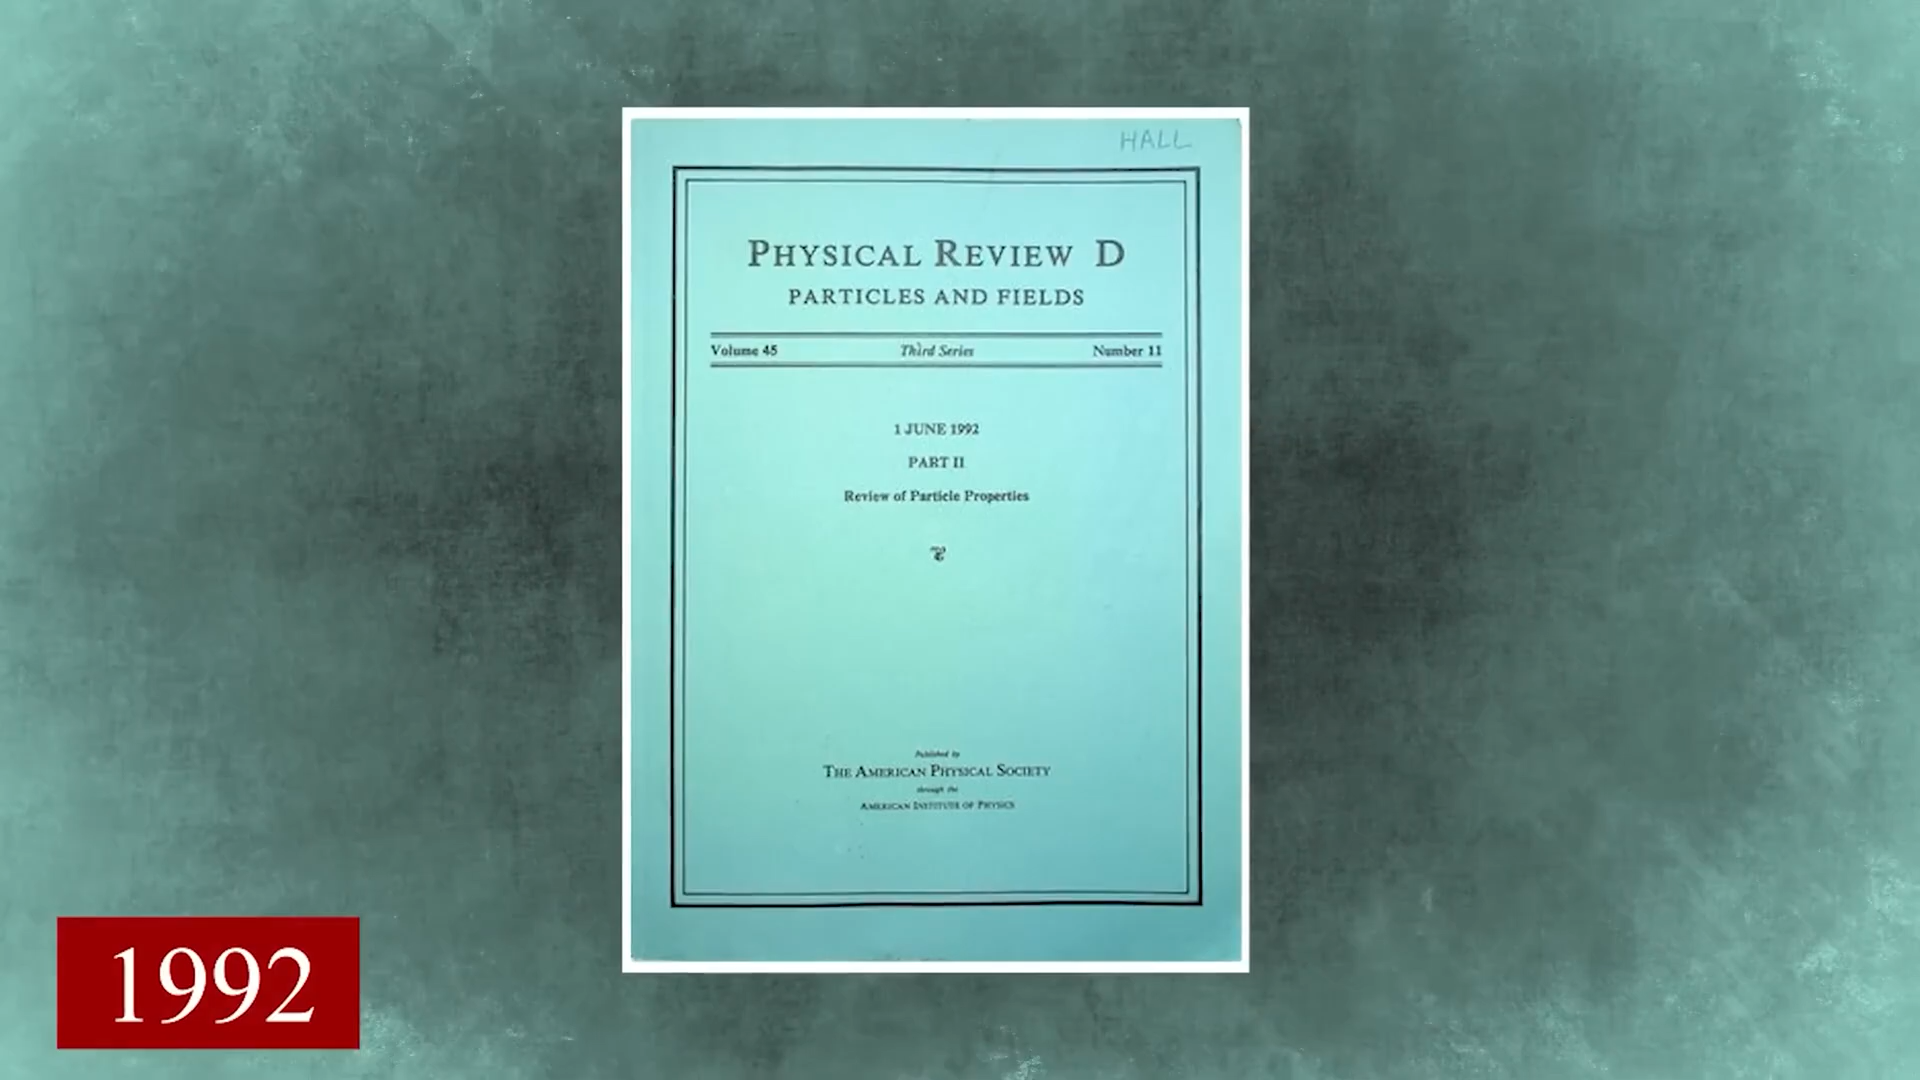 HALL
PHYSICAL REVIEW D
PARTICLES AND FIELDS
Volume 45 Third Series Number 11
1 JUNE 1992
PART II
Review of Particle Properties
Published by
THE AMERICAN PHYSICAL SOCIETY
through the
AMERICAN INSTITUTE OF PHYSICS
1992